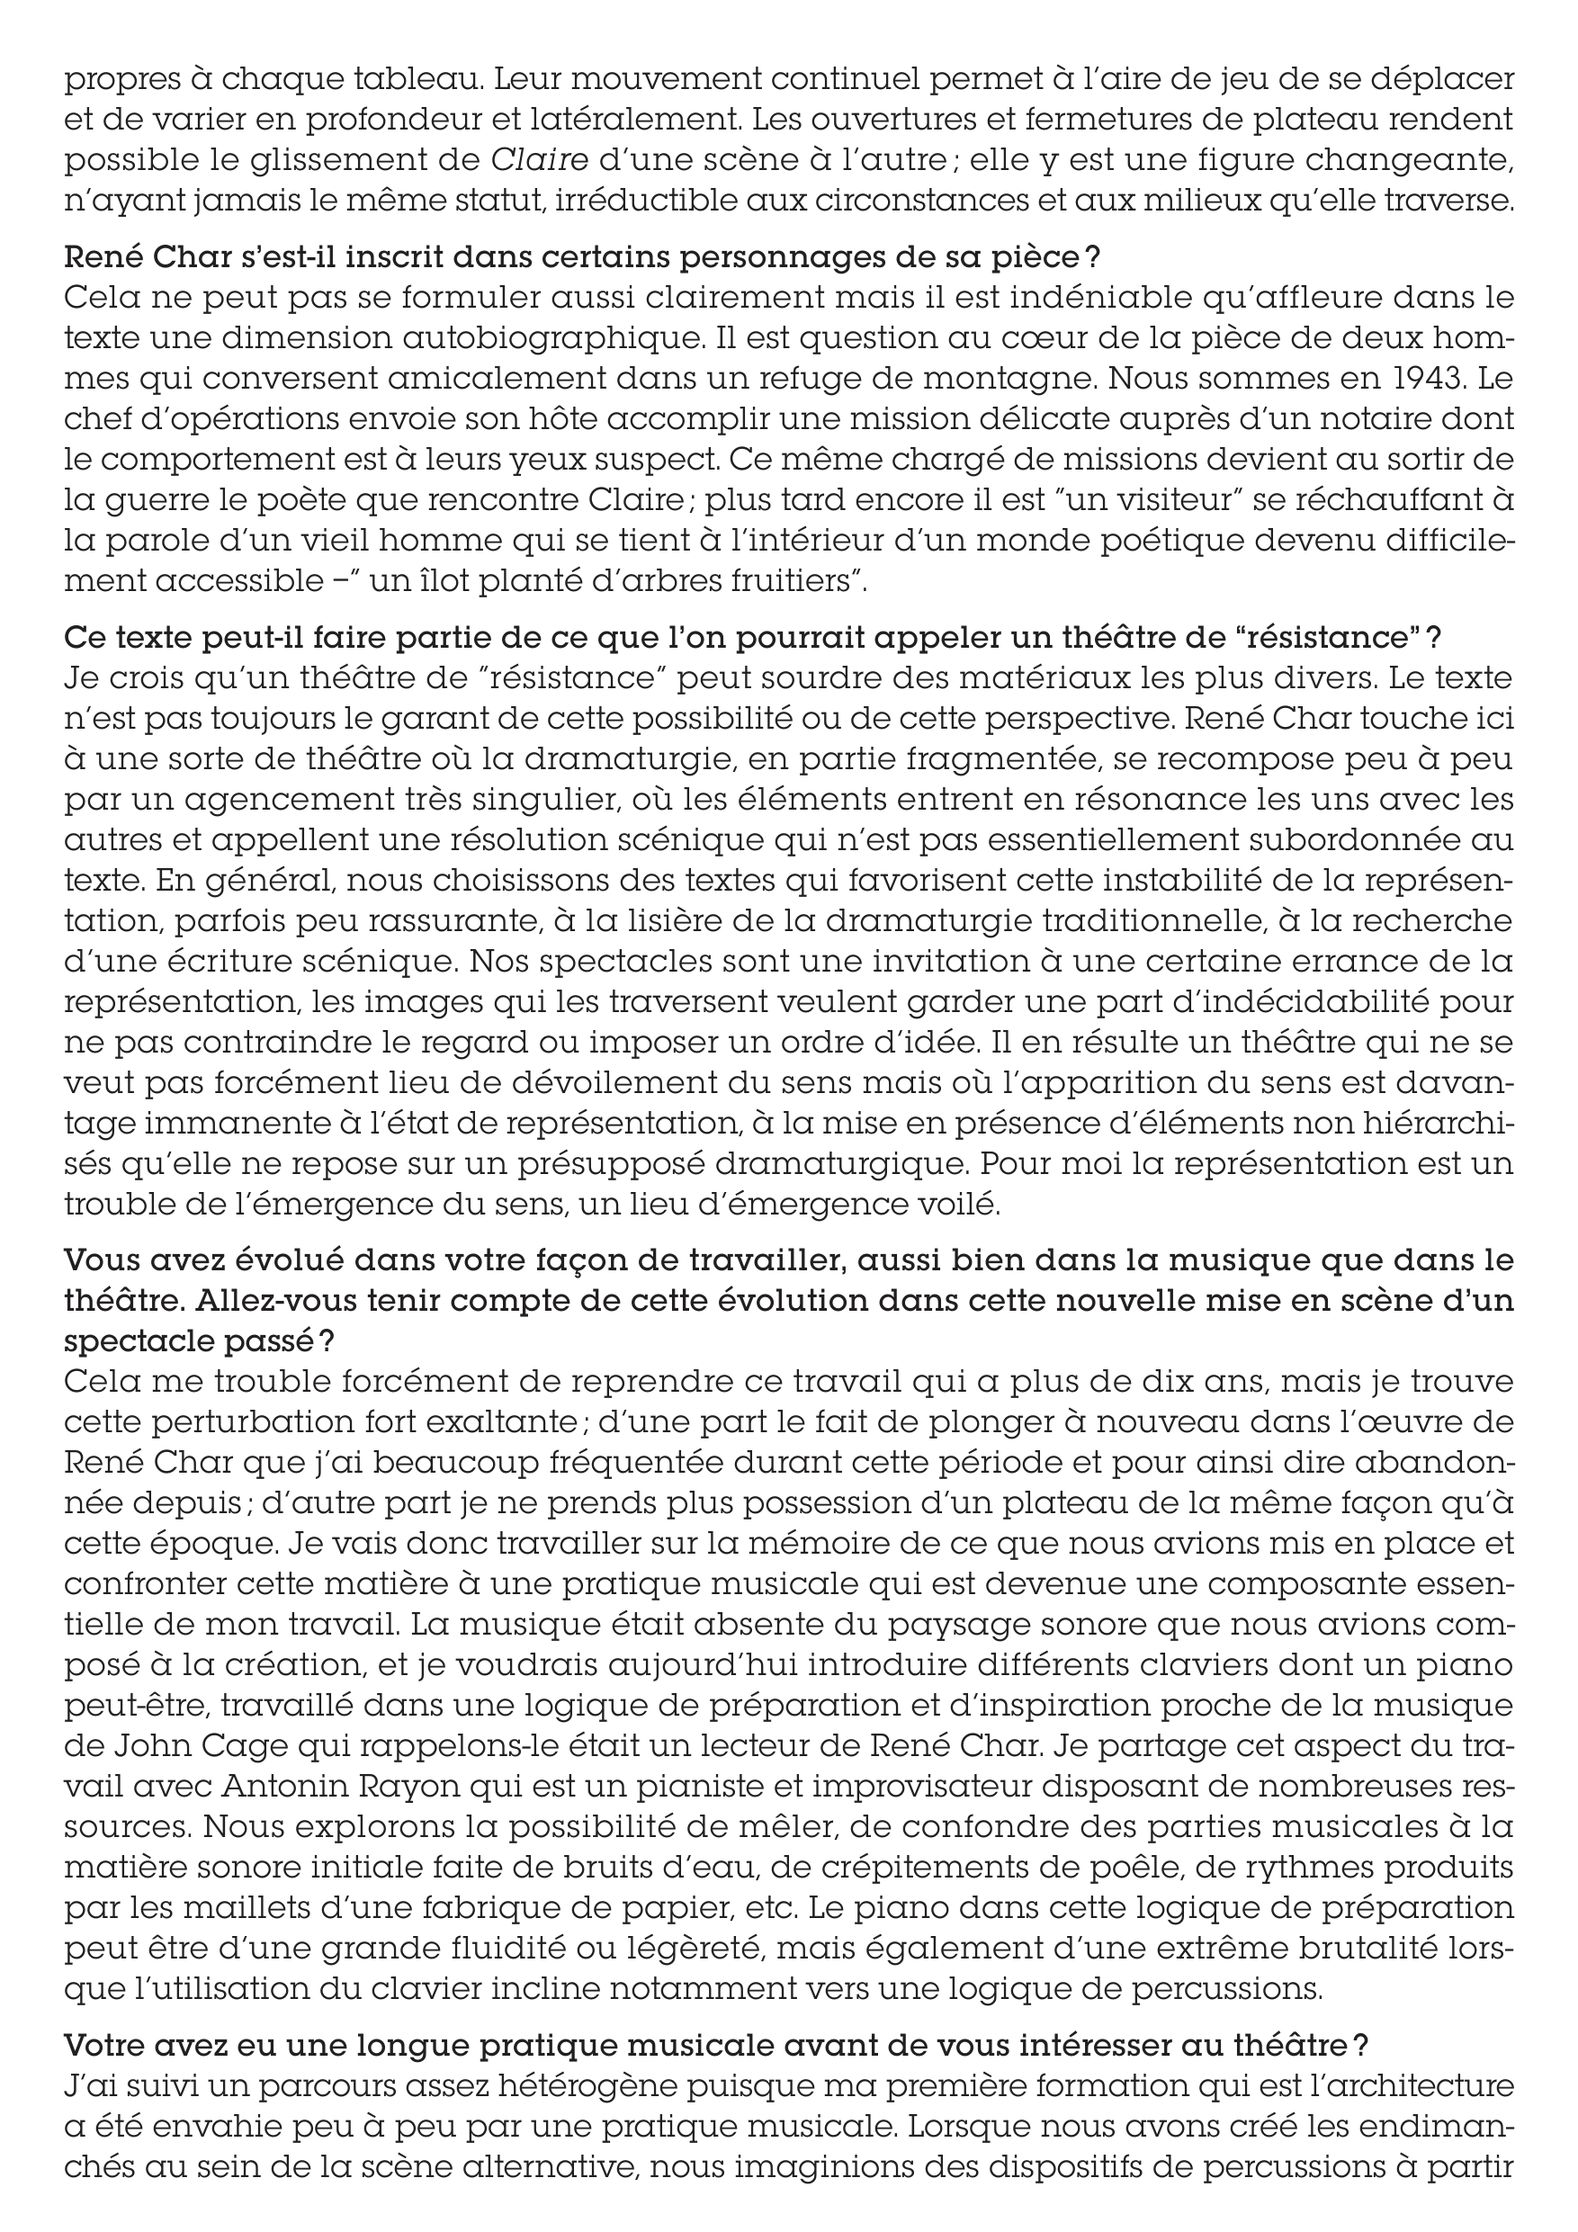 propres à chaque tableau. Leur mouvement continuel permet à l’aire de jeu de se déplacer
et de varier en profondeur et latéralement. Les ouvertures et fermetures de plateau rendent
possible le glissement de Claire d’une scène à l’autre ; elle y est une figure changeante,
n’ayant jamais le même statut, irréductible aux circonstances et aux milieux qu’elle traverse.
René Char s’est-il inscrit dans certains personnages de sa pièce ?
Cela ne peut pas se formuler aussi clairement mais il est indéniable qu’affleure dans le
texte une dimension autobiographique. Il est question au cœur de la pièce de deux hom-
mes qui conversent amicalement dans un refuge de montagne. Nous sommes en 1943. Le
chef d’opérations envoie son hôte accomplir une mission délicate auprès d’un notaire dont
le comportement est à leurs yeux suspect. Ce même chargé de missions devient au sortir de
la guerre le poète que rencontre Claire ; plus tard encore il est “un visiteur” se réchauffant à
la parole d’un vieil homme qui se tient à l’intérieur d’un monde poétique devenu difficile-
ment accessible –“ un îlot planté d’arbres fruitiers”.
Ce texte peut-il faire partie de ce que l’on pourrait appeler un théâtre de “résistance” ?
Je crois qu’un théâtre de “résistance” peut sourdre des matériaux les plus divers. Le texte
n’est pas toujours le garant de cette possibilité ou de cette perspective. René Char touche ici
à une sorte de théâtre où la dramaturgie, en partie fragmentée, se recompose peu à peu
par un agencement très singulier, où les éléments entrent en résonance les uns avec les
autres et appellent une résolution scénique qui n’est pas essentiellement subordonnée au
texte. En général, nous choisissons des textes qui favorisent cette instabilité de la représen-
tation, parfois peu rassurante, à la lisière de la dramaturgie traditionnelle, à la recherche
d’une écriture scénique. Nos spectacles sont une invitation à une certaine errance de la
représentation, les images qui les traversent veulent garder une part d’indécidabilité pour
ne pas contraindre le regard ou imposer un ordre d’idée. Il en résulte un théâtre qui ne se
veut pas forcément lieu de dévoilement du sens mais où l’apparition du sens est davan-
tage immanente à l’état de représentation, à la mise en présence d’éléments non hiérarchi-
sés qu’elle ne repose sur un présupposé dramaturgique. Pour moi la représentation est un
trouble de l’émergence du sens, un lieu d’émergence voilé.
Vous avez évolué dans votre façon de travailler, aussi bien dans la musique que dans le
théâtre. Allez-vous tenir compte de cette évolution dans cette nouvelle mise en scène d’un
spectacle passé ?
Cela me trouble forcément de reprendre ce travail qui a plus de dix ans, mais je trouve
cette perturbation fort exaltante ; d’une part le fait de plonger à nouveau dans l’œuvre de
René Char que j’ai beaucoup fréquentée durant cette période et pour ainsi dire abandon-
née depuis ; d’autre part je ne prends plus possession d’un plateau de la même façon qu’à
cette époque. Je vais donc travailler sur la mémoire de ce que nous avions mis en place et
confronter cette matière à une pratique musicale qui est devenue une composante essen-
tielle de mon travail. La musique était absente du paysage sonore que nous avions com-
posé à la création, et je voudrais aujourd’hui introduire différents claviers dont un piano
peut-être, travaillé dans une logique de préparation et d’inspiration proche de la musique
de John Cage qui rappelons-le était un lecteur de René Char. Je partage cet aspect du tra-
vail avec Antonin Rayon qui est un pianiste et improvisateur disposant de nombreuses res-
sources. Nous explorons la possibilité de mêler, de confondre des parties musicales à la
matière sonore initiale faite de bruits d’eau, de crépitements de poêle, de rythmes produits
par les maillets d’une fabrique de papier, etc. Le piano dans cette logique de préparation
peut être d’une grande fluidité ou légèreté, mais également d’une extrême brutalité lors-
que l’utilisation du clavier incline notamment vers une logique de percussions.
Votre avez eu une longue pratique musicale avant de vous intéresser au théâtre ?
J’ai suivi un parcours assez hétérogène puisque ma première formation qui est l’architecture
a été envahie peu à peu par une pratique musicale. Lorsque nous avons créé les endiman-
chés au sein de la scène alternative, nous imaginions des dispositifs de percussions à partir